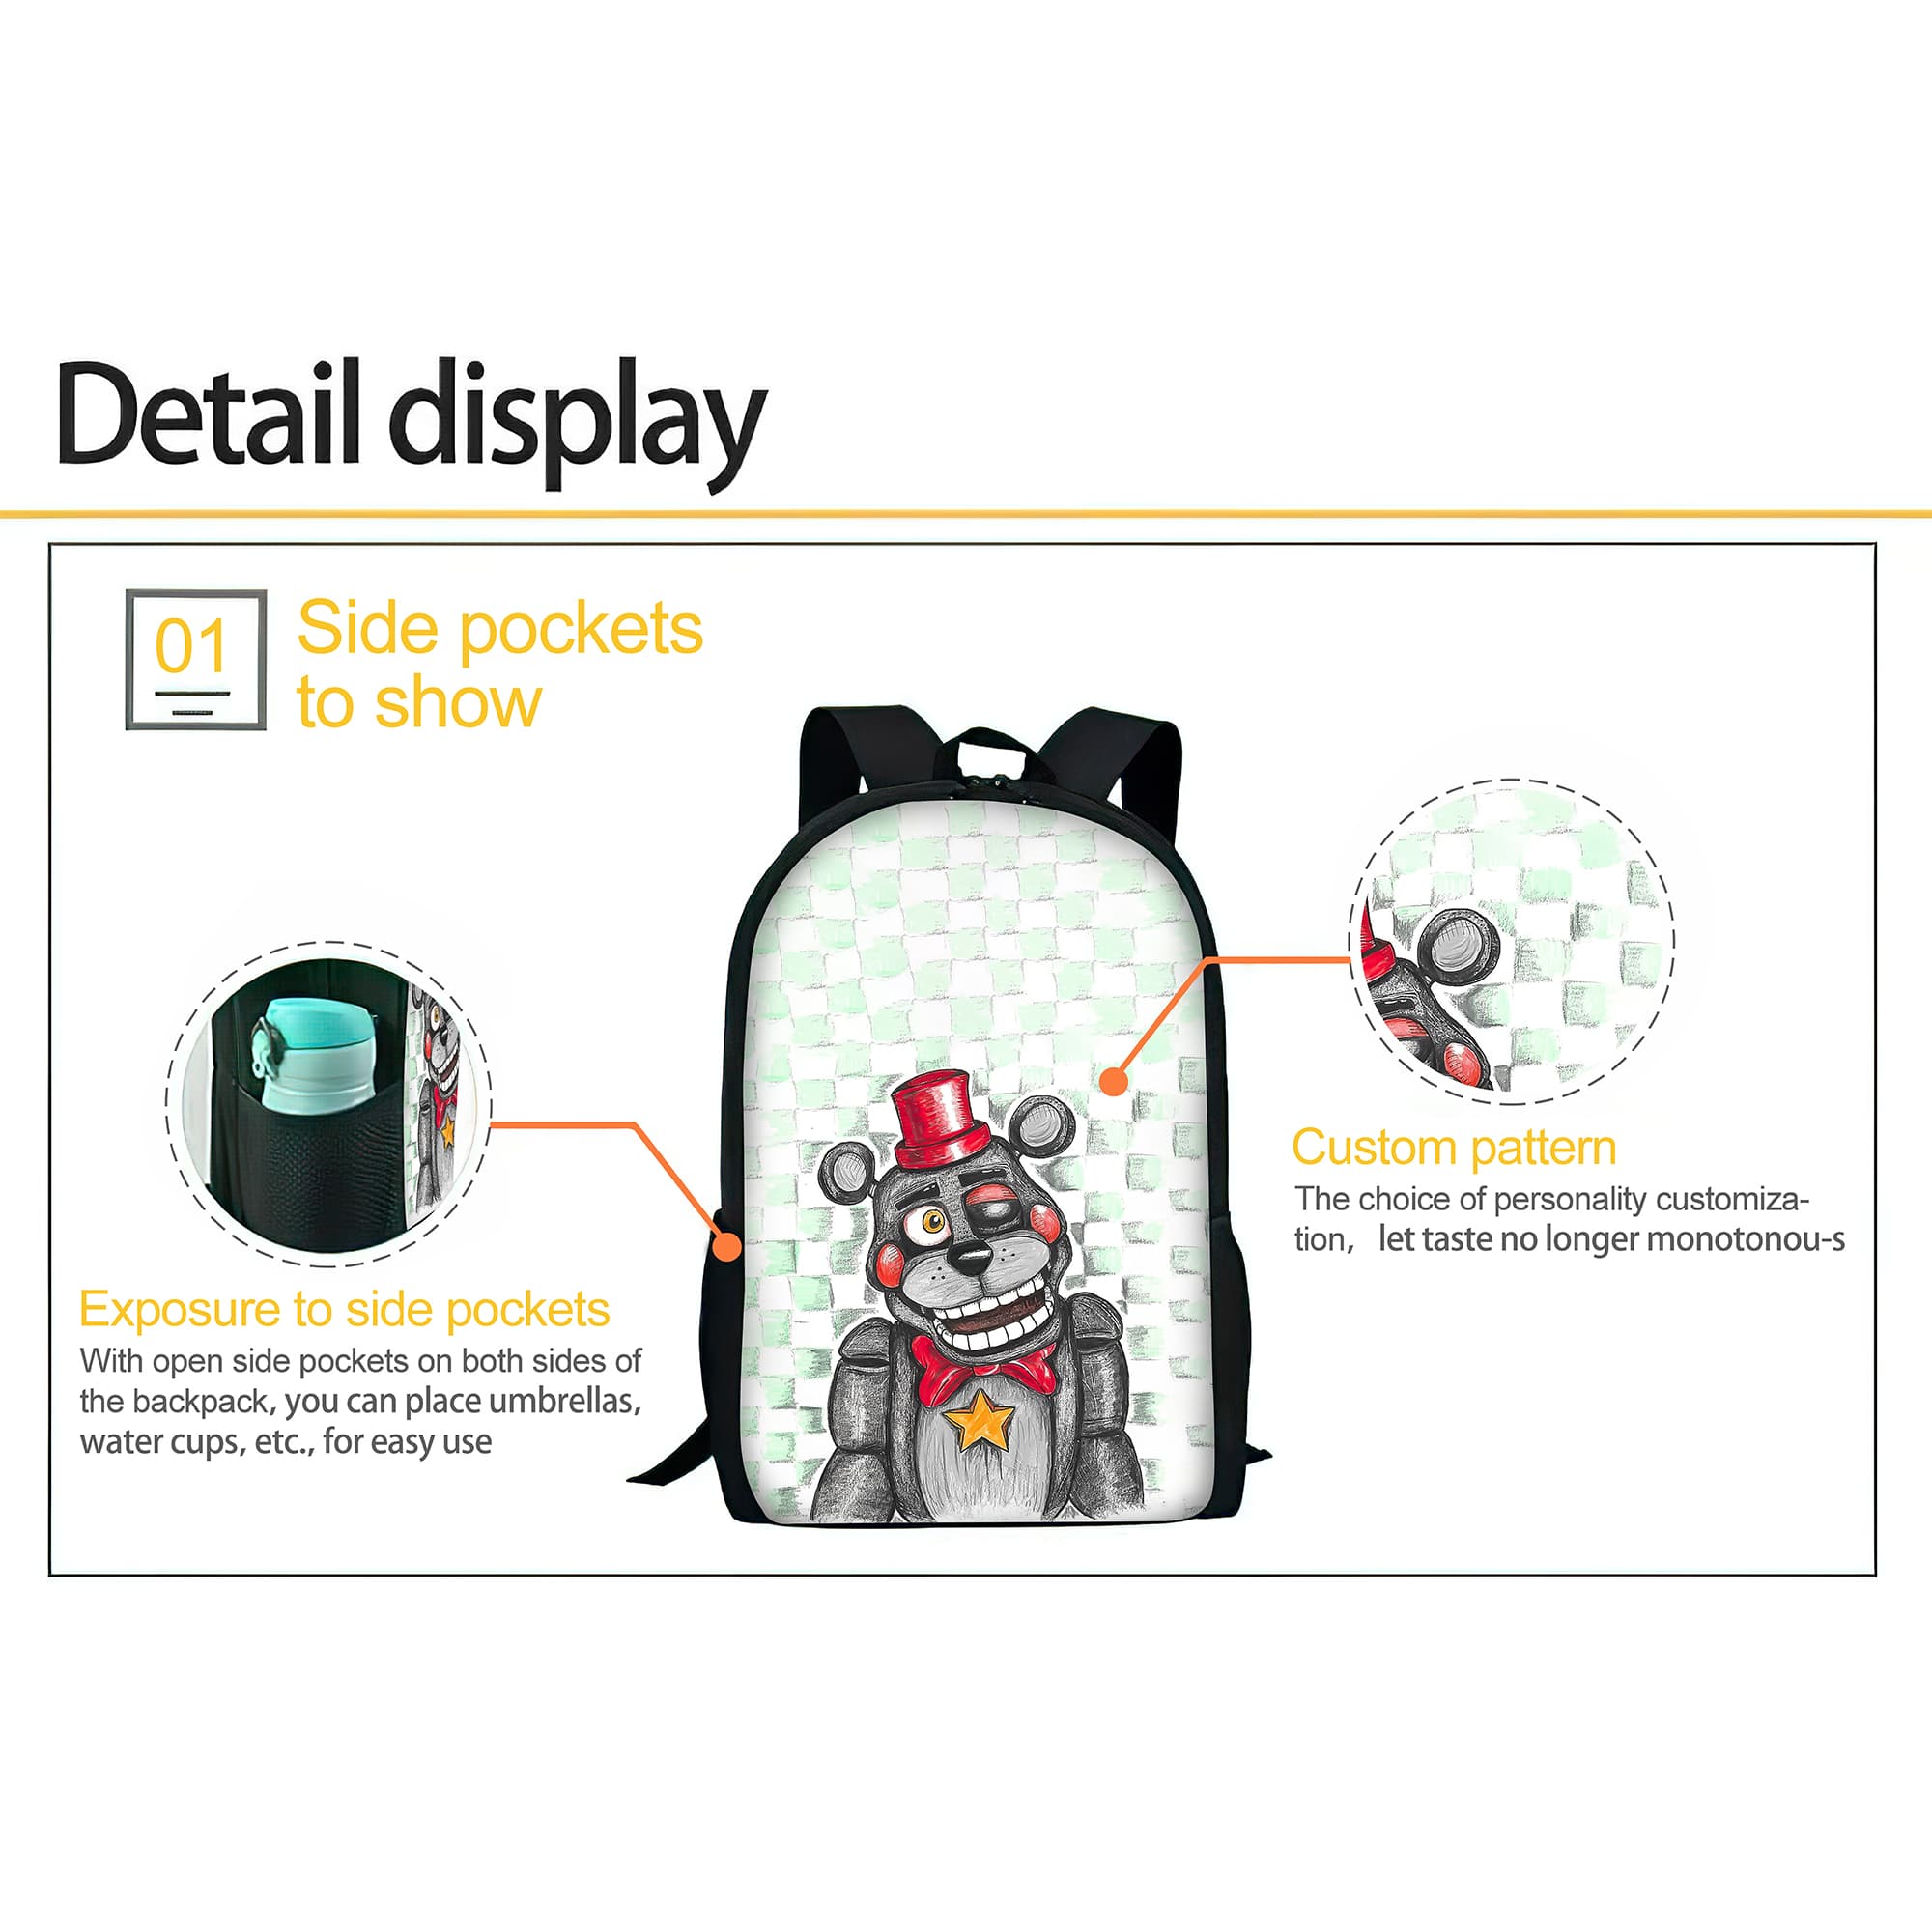 Detail display
01
Side pockets
to show
Custom pattern
The choice of personality customiza-
tion, let taste no longer monotonou-s
Exposure to side pockets
With open side pockets on both sides of
the backpack, you can place umbrellas,
water cups, etc., for easy use